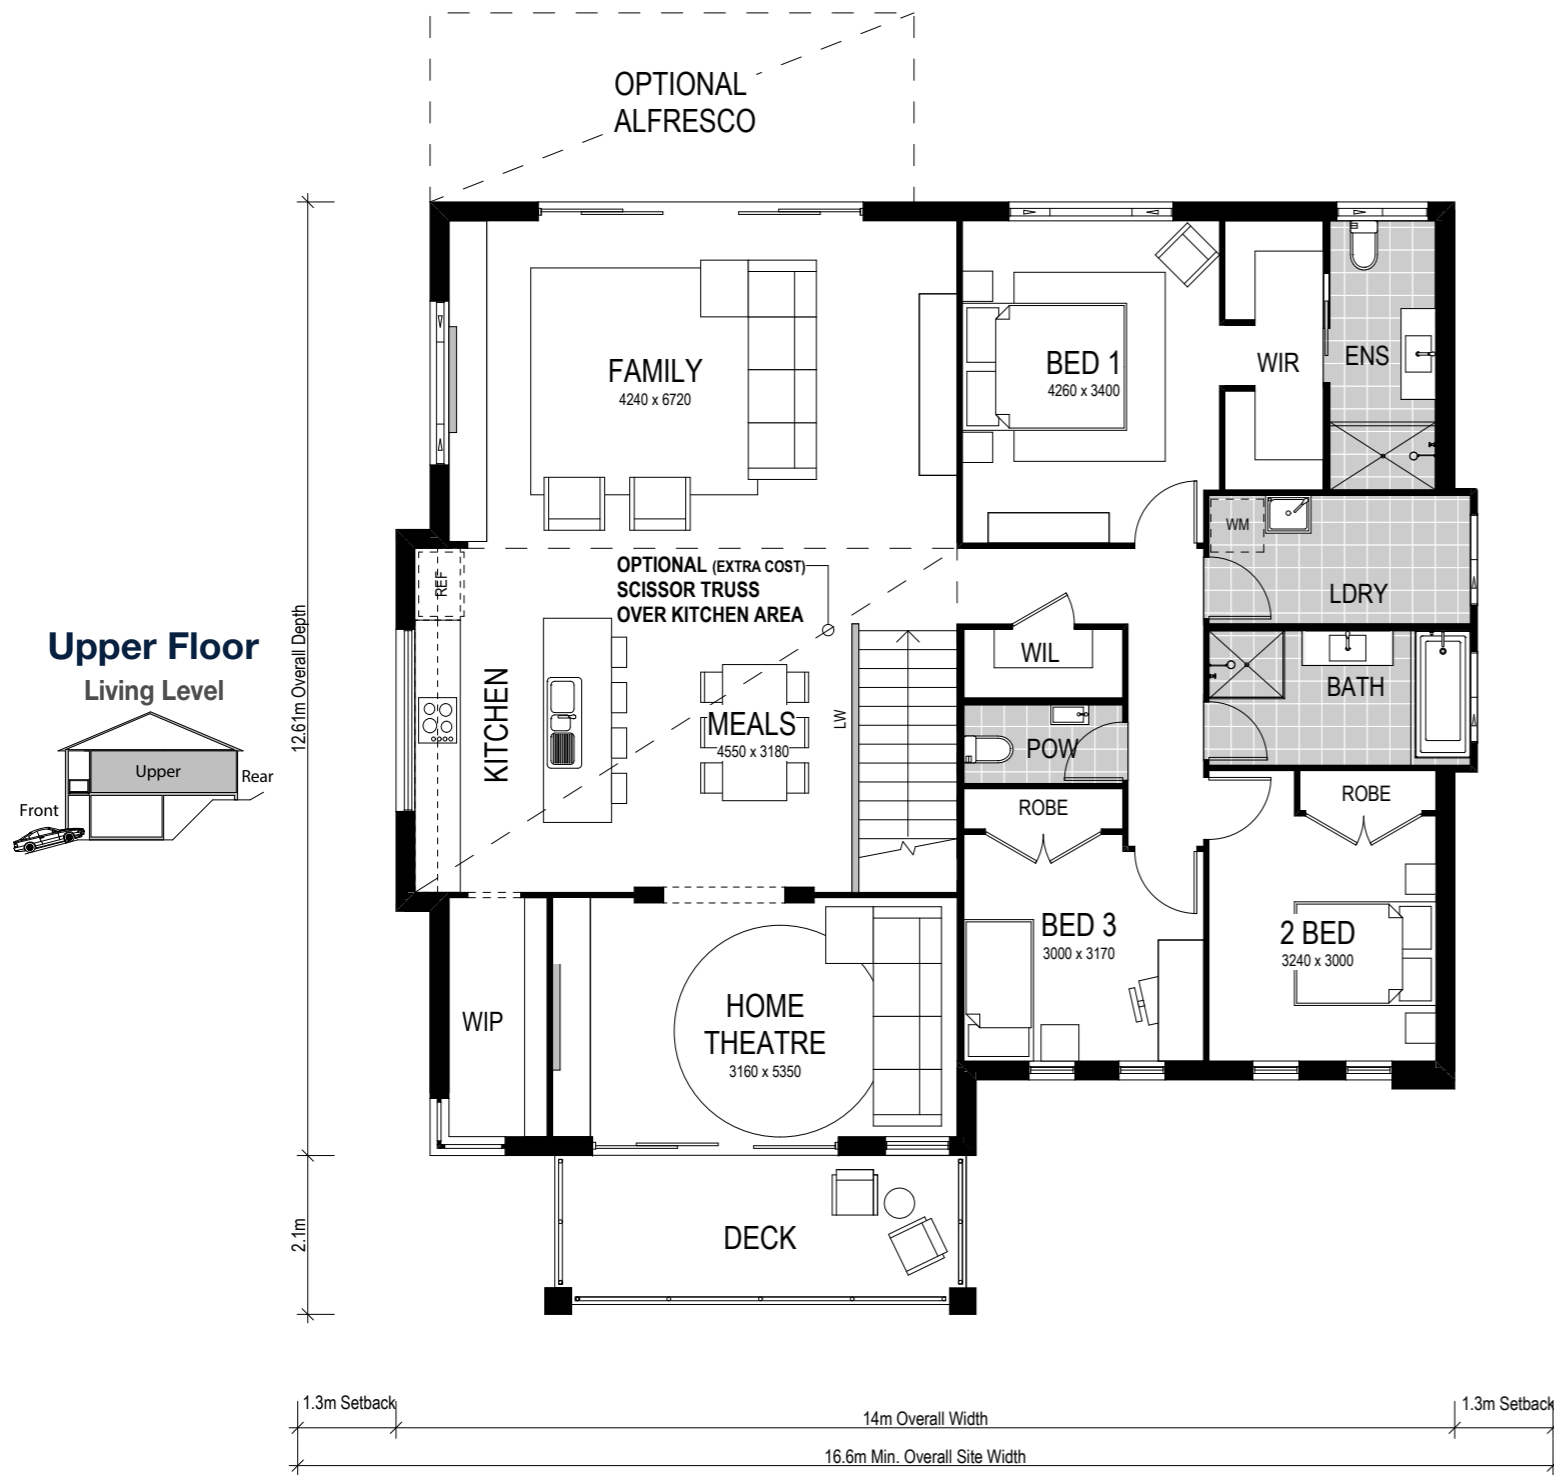 OPTIONAL
ALFRESCO
FAMILY
4240 x 6720
BED 1
4260 x 3400
WIR
ENS
WM
LDRY
OPTIONAL (EXTRA COST)
SCISSOR TRUSS
OVER KITCHEN AREA
REF
KITCHEN
MEALS
4550 x 3180
LW
WIL
POW
BATH
ROBE
ROBE
BED 3
3000 x 3170
2 BED
3240 x 3000
WIP
HOME
THEATRE
3160 x 5350
DECK
Upper Floor
Living Level
Upper
Rear
Front
12.61m Overall Depth
2.1m
1.3m Setback
14m Overall Width
1.3m Setback
16.6m Min. Overall Site Width